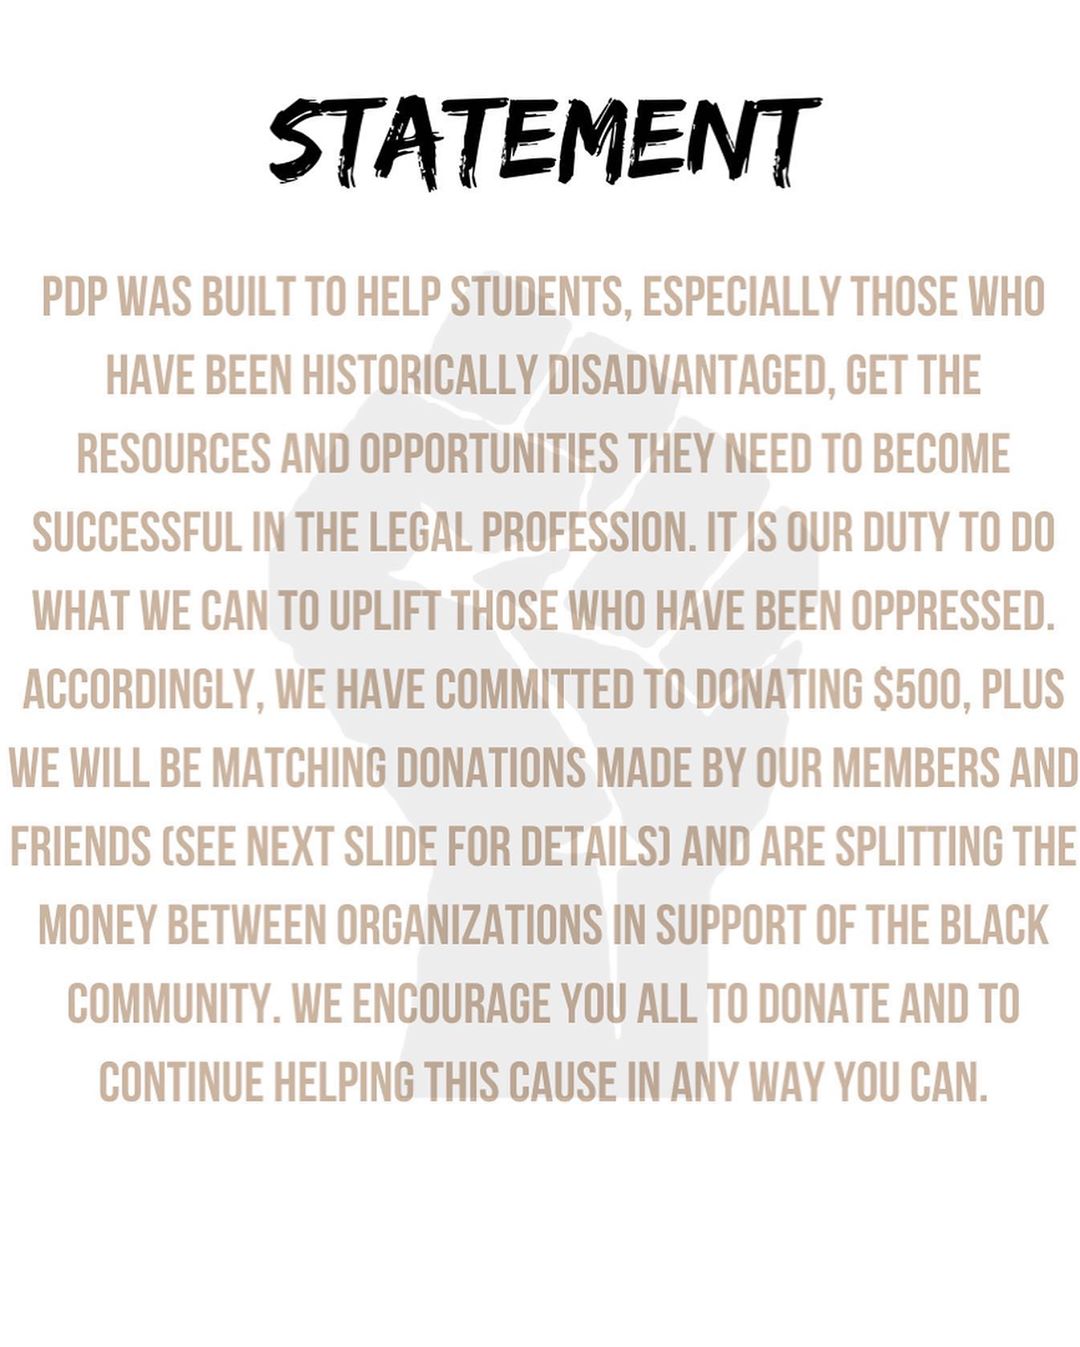 STATEMENT
PDP WAS BUILT TO HELP STUDENTS, ESPECIALLY THOSE WHO
HAVE BEEN HISTORICALLY DISADVANTAGED, GET THE
RESOURCES AND OPPORTUNITIES THEY NEED TO BECOME
SUCCESSFUL IN THE LEGAL PROFESSION. IT IS OUR DUTY TO DO
WHAT WE CAN TO UPLIFT THOSE WHO HAVE BEEN OPPRESSED.
ACCORDINGLY, WE HAVE COMMITTED TO DONATING $500, PLUS
WE WILL BE MATCHING DONATIONS MADE BY OUR MEMBERS AND
FRIENDS (SEE NEXT SLIDE FOR DETAILS) AND ARE SPLITTING THE
MONEY BETWEEN ORGANIZATIONS IN SUPPORT OF THE BLACK
COMMUNITY. WE ENCOURAGE YOU ALL TO DONATE AND TO
CONTINUE HELPING THIS CAUSE IN ANY WAY YOU CAN.